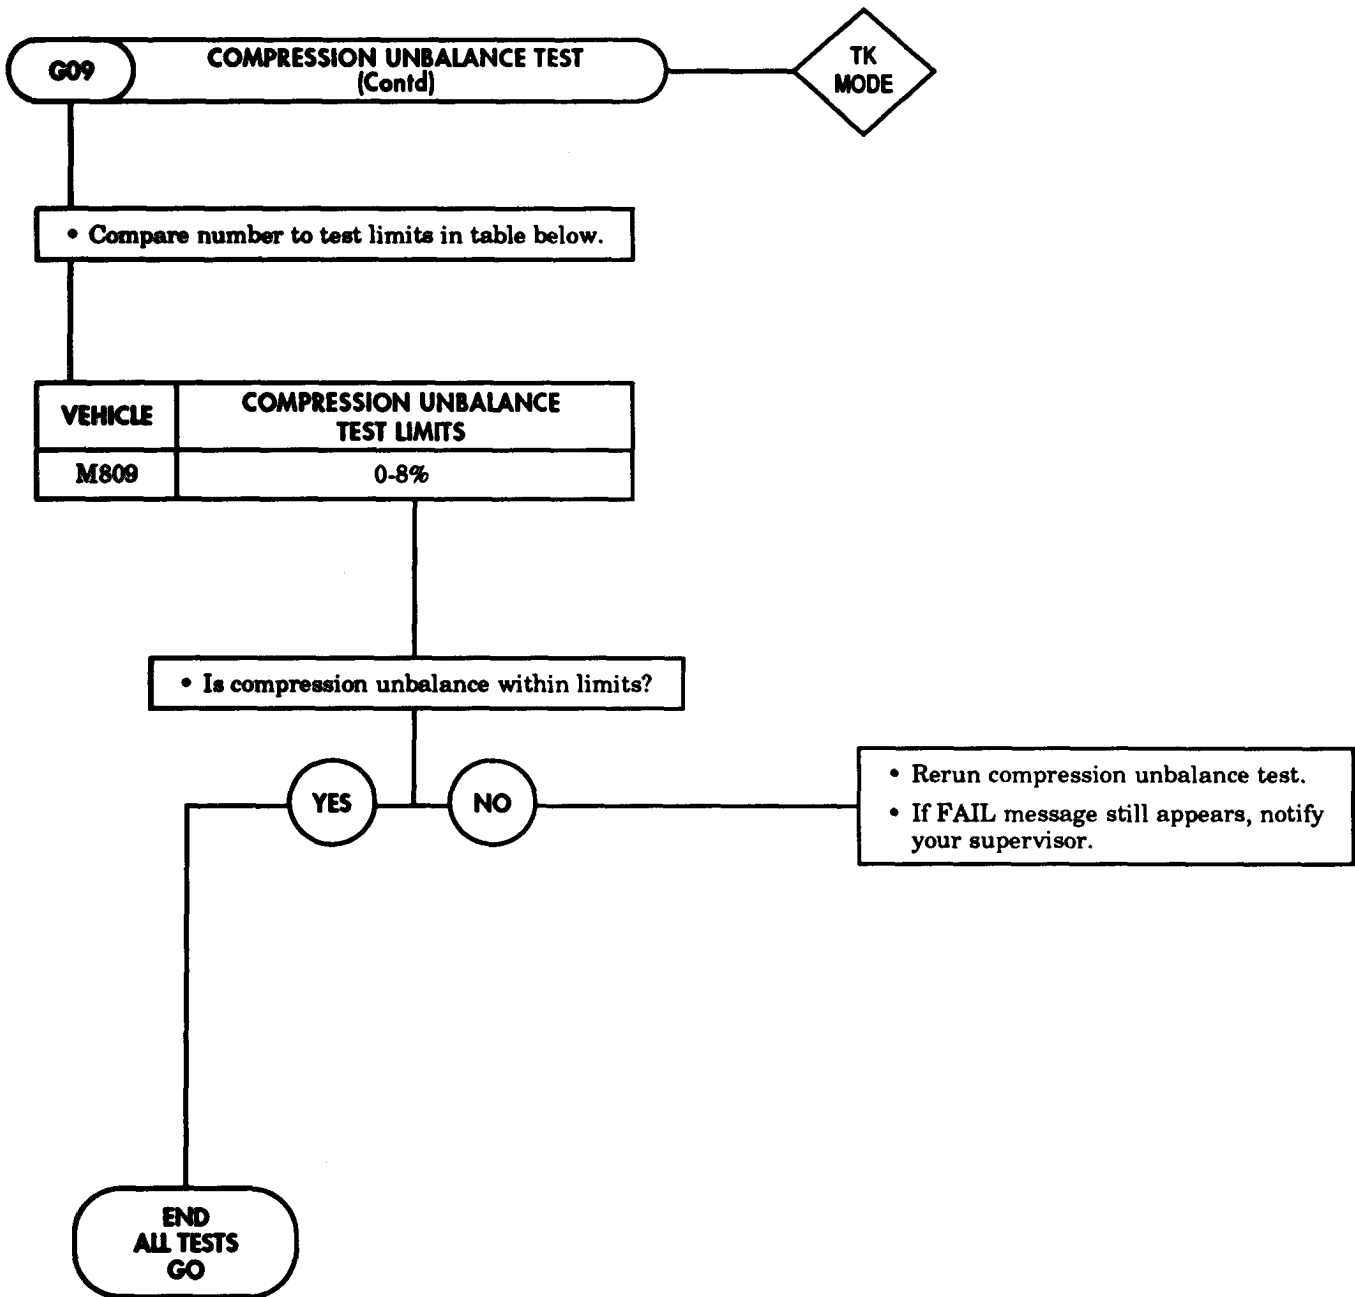 G09
COMPRESSION UNBALANCE TEST
(Contd)
TK
MODE
• Compare number to test limits in table below.
VEHICLE
COMPRESSION UNBALANCE
TEST LIMITS
M809
0-8%
• Is compression unbalance within limits?
YES
NO
• Rerun compression unbalance test.
• If FAIL message still appears, notify
your supervisor.
END
ALL TESTS
GO